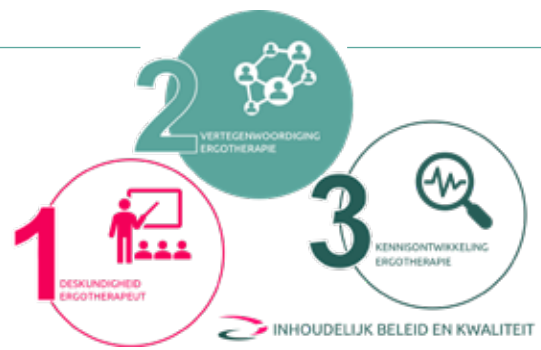 2
VERTEGENWOORDIGING
ERGOTHERAPIE
1
DESKUNDIGHEID
ERGOTHERAPEUT
3
KENNISONTWIKKELING
ERGOTHERAPIE
INHOUDELIJK BELEID EN KWALITEIT